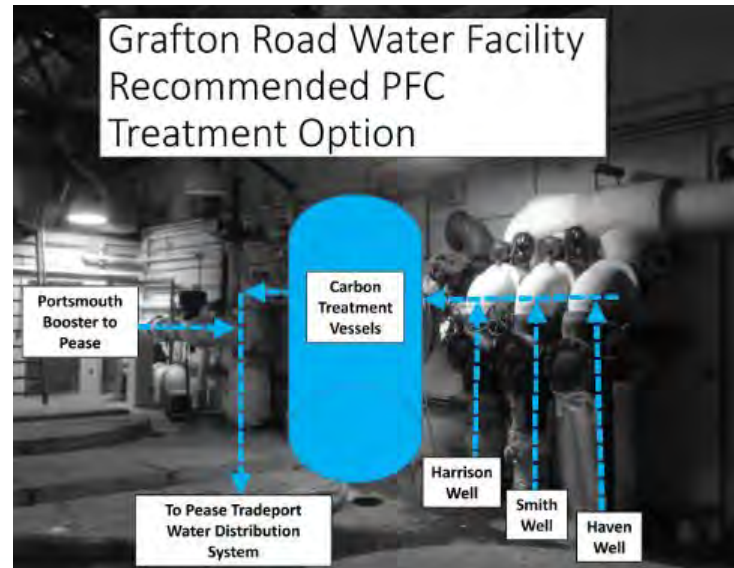 Grafton Road Water Facility
Recommended PFC
Treatment Option
Portsmouth
Booster to
Pease
Carbon
Treatment
Vessels
Harrison
Well
Smith
Well
Haven
Well
To Pease Tradeport
Water Distribution
System